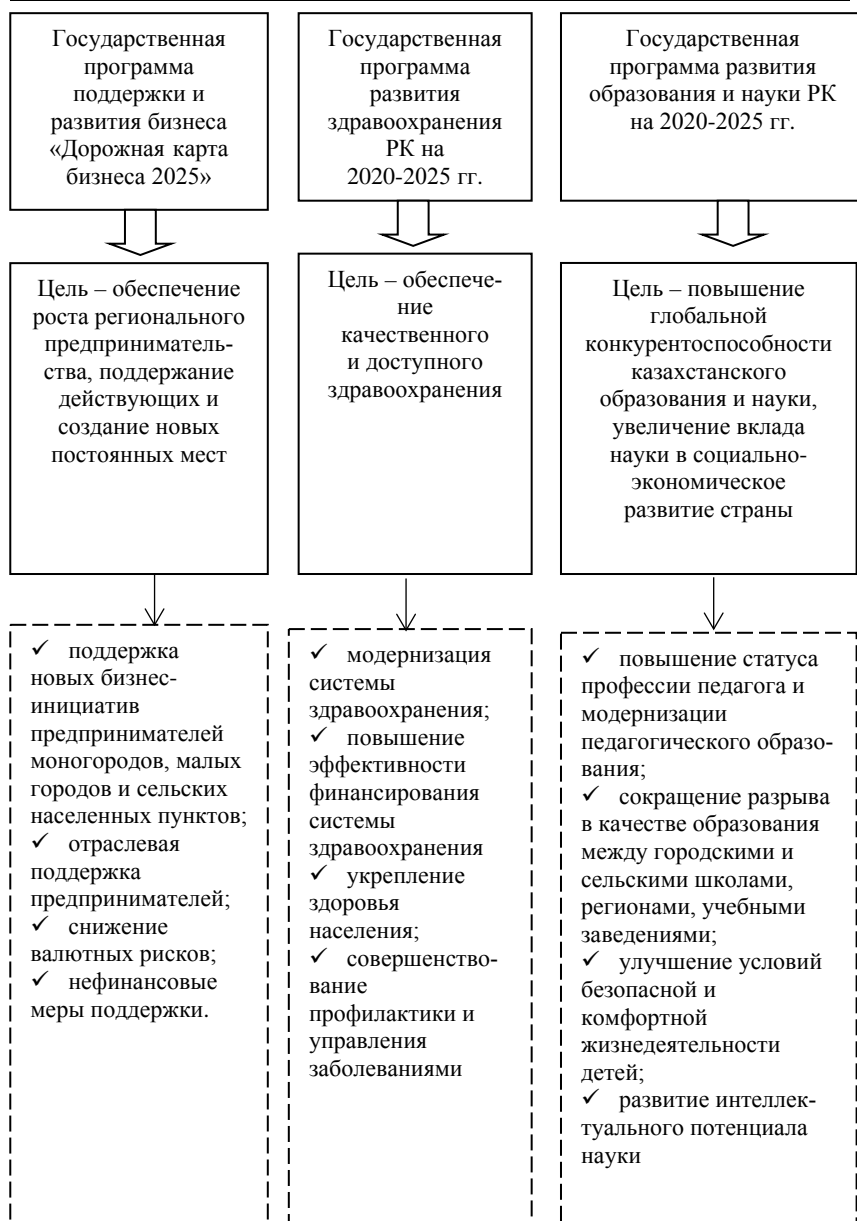 Государственная
программа
поддержки и
развития бизнеса
«Дорожная карта
бизнеса 2025»
Государственная
программа
развития
здравоохранения
РК на
2020-2025 гг.
Государственная
программа развития
образования и науки РК
на 2020-2025 гг.
Цель – обеспечение
роста регионального
предприниматель-
ства, поддержание
действующих и
создание новых
постоянных мест
Цель – обеспече-
ние
качественного
и доступного
здравоохранения
Цель – повышение
глобальной
конкурентоспособности
казахстанского
образования и науки,
увеличение вклада
науки в социально-
экономическое
развитие страны
✓ поддержка
новых бизнес-
инициатив
предпринимателей
моногородов, малых
городов и сельских
населенных пунктов;
✓ отраслевая
поддержка
предпринимателей;
✓ снижение
валютных рисков;
✓ нефинансовые
меры поддержки.
✓ модернизация
системы
здравоохранения;
✓ повышение
эффективности
финансирования
системы
здравоохранения
✓ укрепление
здоровья
населения;
✓ совершенство-
вание
профилактики и
управления
заболеваниями
✓ повышение статуса
профессии педагога и
модернизации
педагогического образо-
вания;
✓ сокращение разрыва
в качестве образования
между городскими и
сельскими школами,
регионами, учебными
заведениями;
✓ улучшение условий
безопасной и
комфортной
жизнедеятельности
детей;
✓ развитие интеллек-
туального потенциала
науки